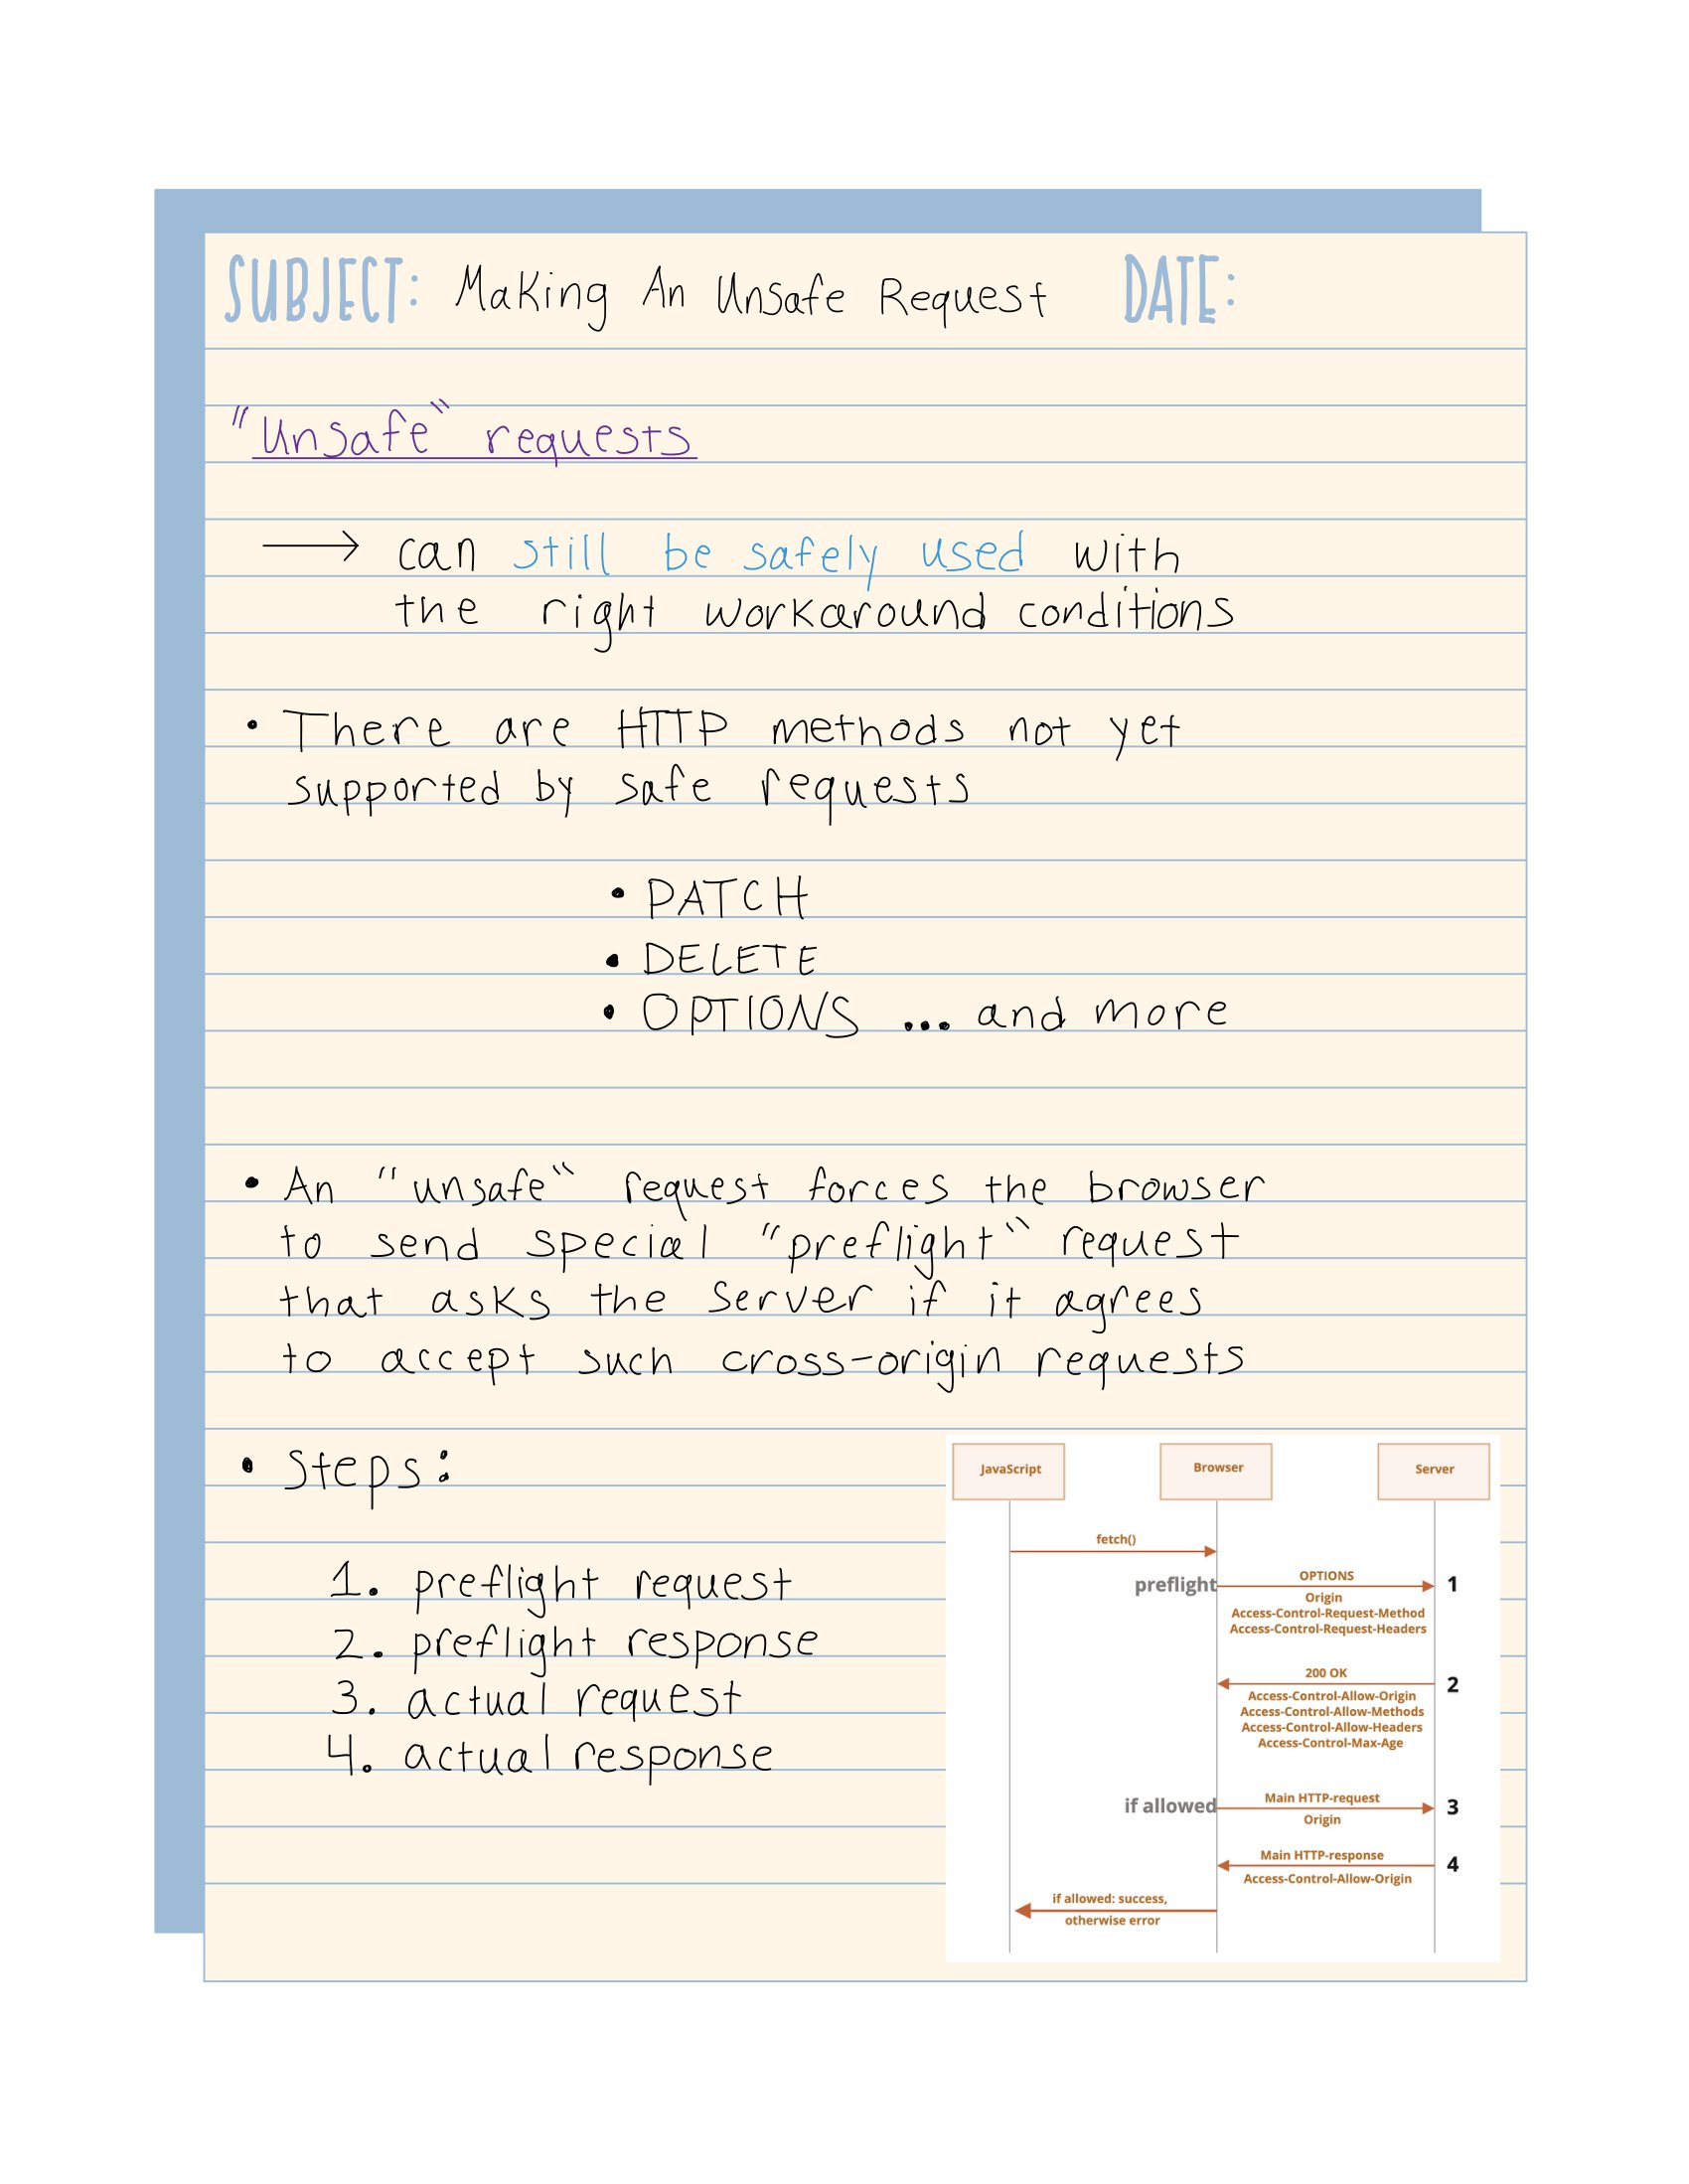 SUBJECT: Making An Unsafe Request DATE:
"Unsafe" requests
→ can still be safely used with
the right workaround conditions
• There are HTTP methods not yet
supported by safe requests
• PATCH
• DELETE
• OPTIONS ... and more
• An "unsafe" request forces the browser
to send special "preflight" request
that asks the server if it agrees
to accept such cross-origin requests
• Steps:
1. preflight request
2. preflight response
3. actual request
4. actual response
JavaScript Browser Server
fetch()
preflight OPTIONS 1
Origin
Access-Control-Request-Method
Access-Control-Request-Headers
200 OK
2
Access-Control-Allow-Origin
Access-Control-Allow-Methods
Access-Control-Allow-Headers
Access-Control-Max-Age
if allowed Main HTTP-request 3
Origin
Main HTTP-response 4
Access-Control-Allow-Origin
if allowed: success,
otherwise error